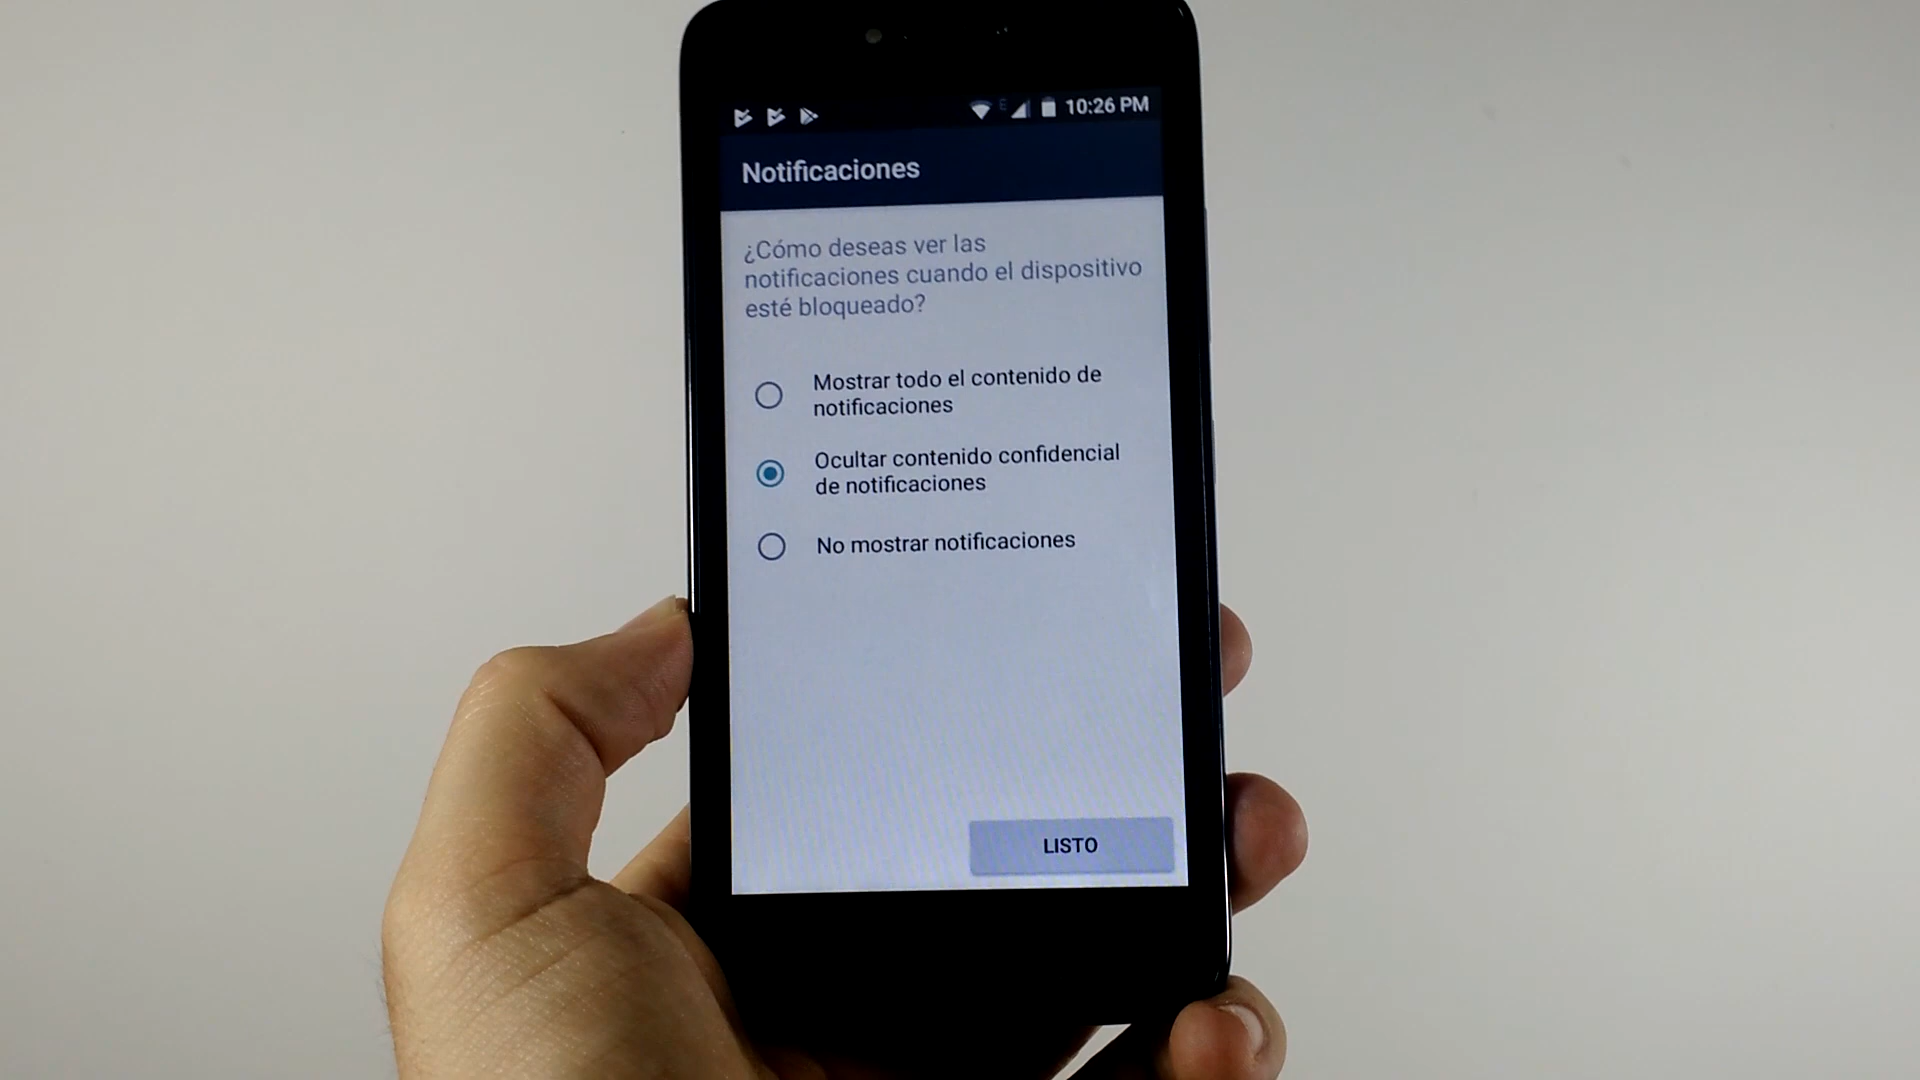 E 10:26 PM
Notificaciones
¿Cómo deseas ver las
notificaciones cuando el dispositivo
esté bloqueado?
Mostrar todo el contenido de
notificaciones
Ocultar contenido confidencial
de notificaciones
No mostrar notificaciones
LISTO